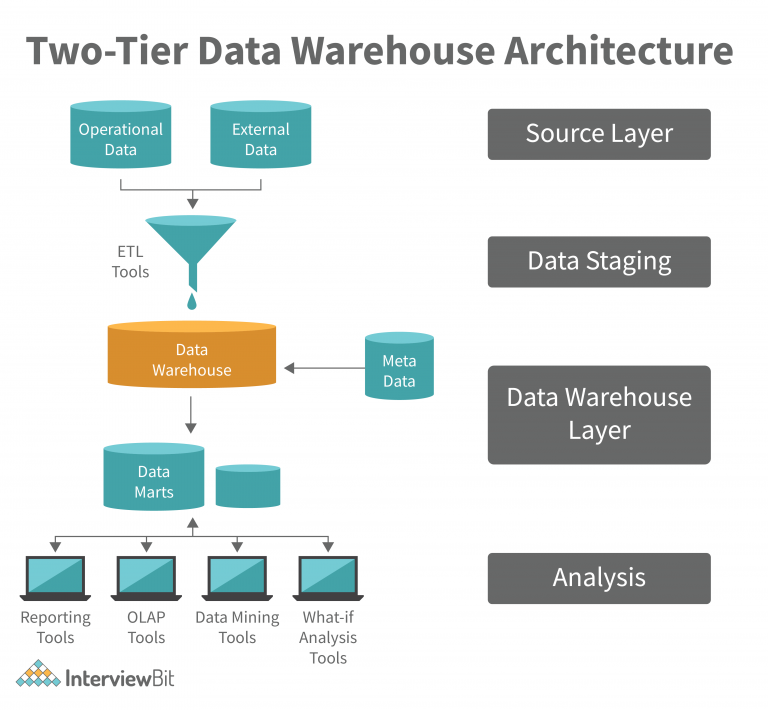 Two-Tier Data Warehouse Architecture
Operational
Data
External
Data
Source Layer
ETL
Tools
Data Staging
Data
Warehouse
Meta
Data
Data Warehouse
Layer
Data
Marts
Analysis
Reporting
Tools
OLAP
Tools
Data Mining
Tools
What-if
Analysis
Tools
InterviewBit